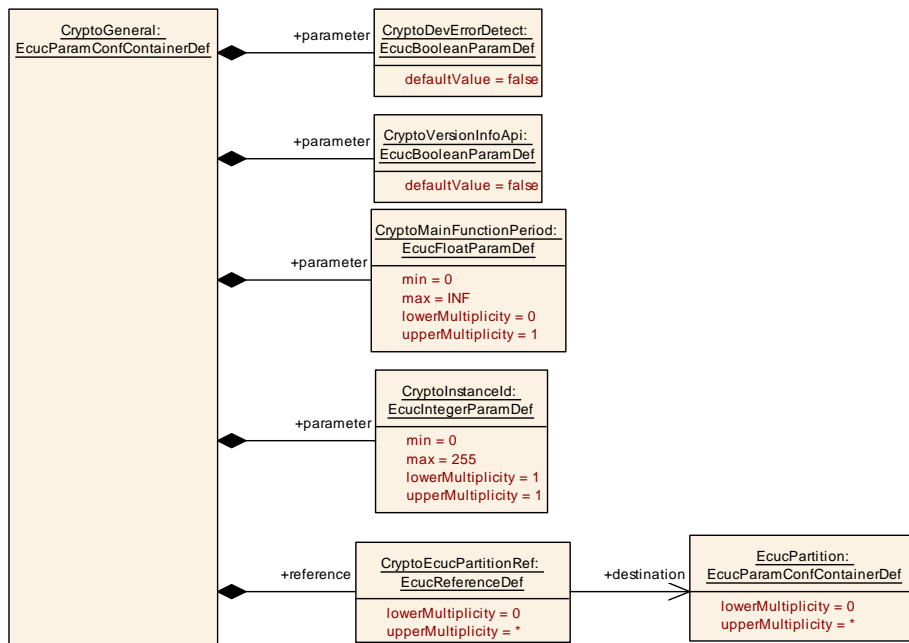 CryptoGeneral:
EcucParamConfContainerDef
+parameter
CryptoDevErrorDetect:
EcucBooleanParamDef
defaultValue = false
+parameter
CryptoVersionInfoApi:
EcucBooleanParamDef
defaultValue = false
+parameter
CryptoMainFunctionPeriod:
EcucFloatParamDef
min = 0
max = INF
lowerMultiplicity = 0
upperMultiplicity = 1
+parameter
CryptoInstanceId:
EcucIntegerParamDef
min = 0
max = 255
lowerMultiplicity = 1
upperMultiplicity = 1
+reference
CryptoEcucPartitionRef:
EcucReferenceDef
lowerMultiplicity = 0
upperMultiplicity = *
+destination
EcucPartition:
EcucParamConfContainerDef
lowerMultiplicity = 0
upperMultiplicity = *